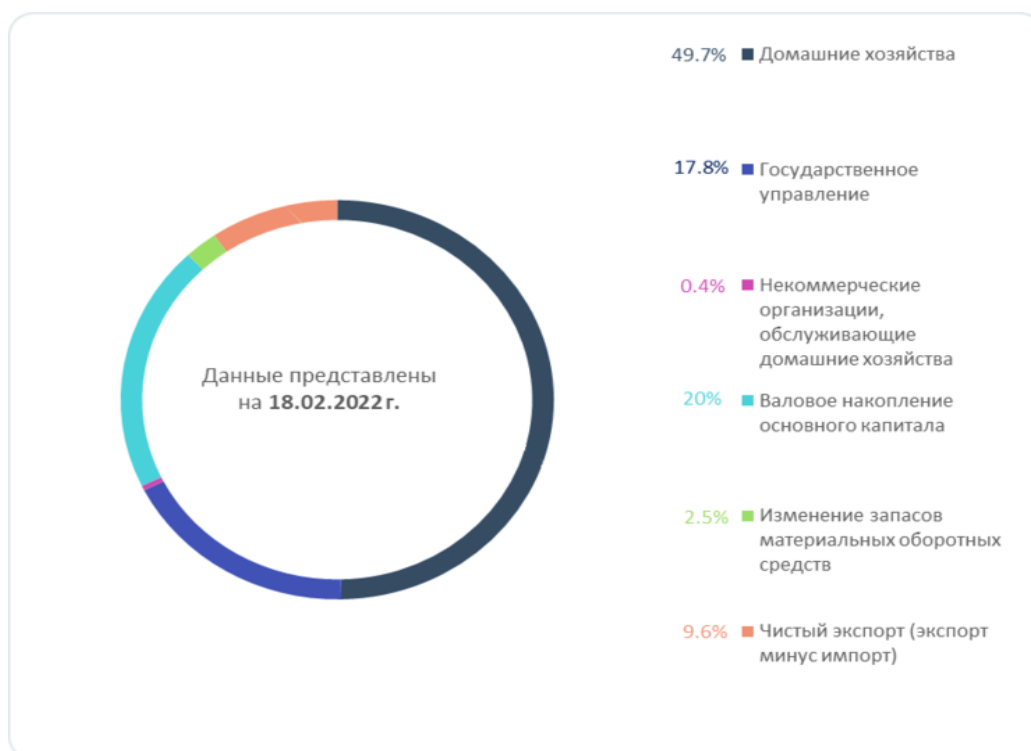 49.7% Домашние хозяйства
17.8% Государственное
управление
0.4% Некоммерческие
организации,
обслуживающие
домашние хозяйства
Данные представлены
на 18.02.2022 г.
20% Валовое накопление
основного капитала
2.5% Изменение запасов
материальных оборотных
средств
9.6% Чистый экспорт (экспорт
минус импорт)